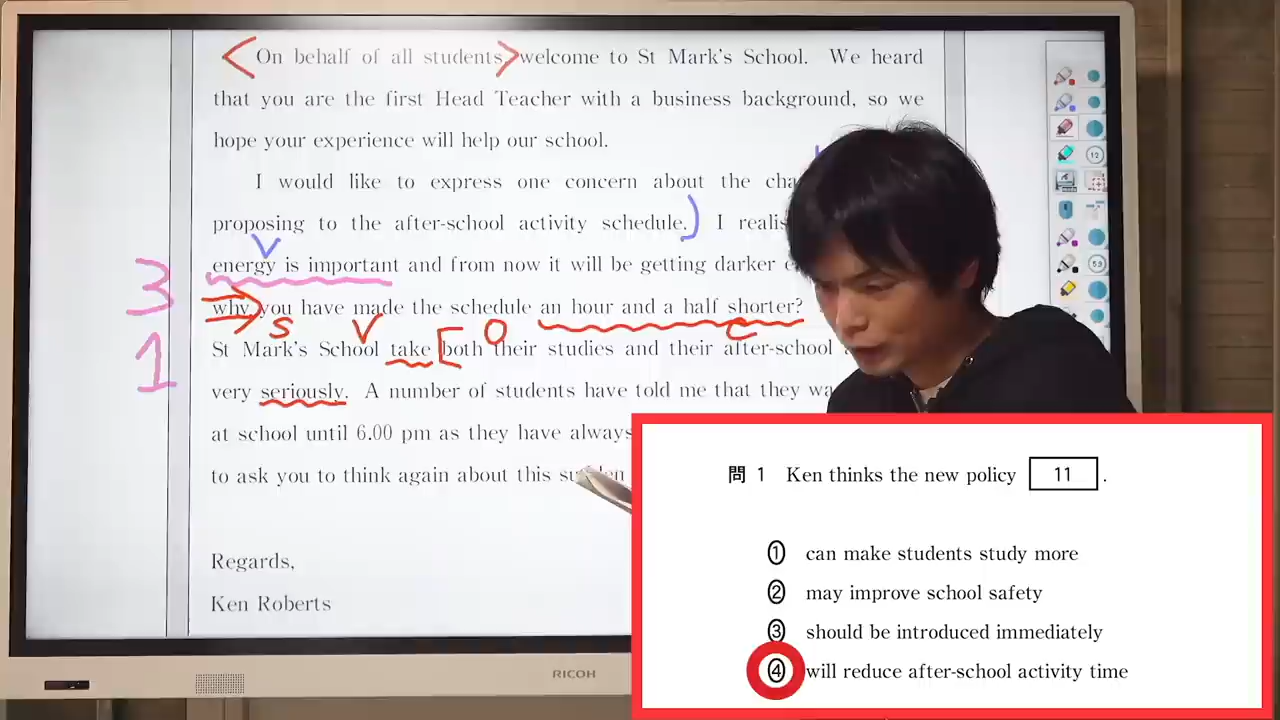 On behalf of all students, welcome to St Mark's School. We heard
that you are the first Head Teacher with a business background, so we
hope your experience will help our school.
I would like to express one concern about the
proposing to the after-school activity schedule. I
energy is important and from now it will be getting darker
why you have made the schedule an hour and a half shorter?
St Mark's School take both their studies and their after-school
very seriously. A number of students have told me that they
at school until 6.00 pm as they have always
to ask you to think again about this
Regards,
Ken Roberts
V
3
S V O C
1
RICOH
12
59
問 1 Ken thinks the new policy 11 .
① can make students study more
② may improve school safety
③ should be introduced immediately
④ will reduce after-school activity time